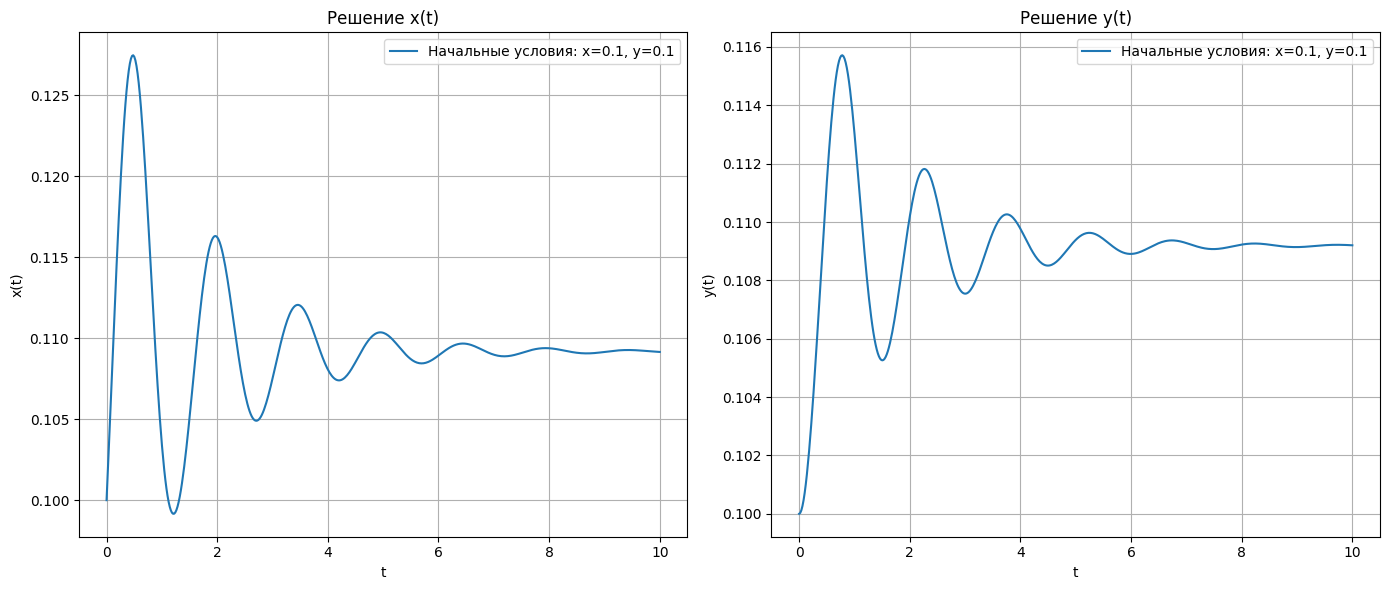 Решение x(t)
Начальные условия: x=0.1, y=0.1
x(t)
0.125
0.120
0.115
0.110
0.105
0.100
0 2 4 6 8 10
t
Решение y(t)
Начальные условия: x=0.1, y=0.1
y(t)
0.116
0.114
0.112
0.110
0.108
0.106
0.104
0.102
0.100
0 2 4 6 8 10
t